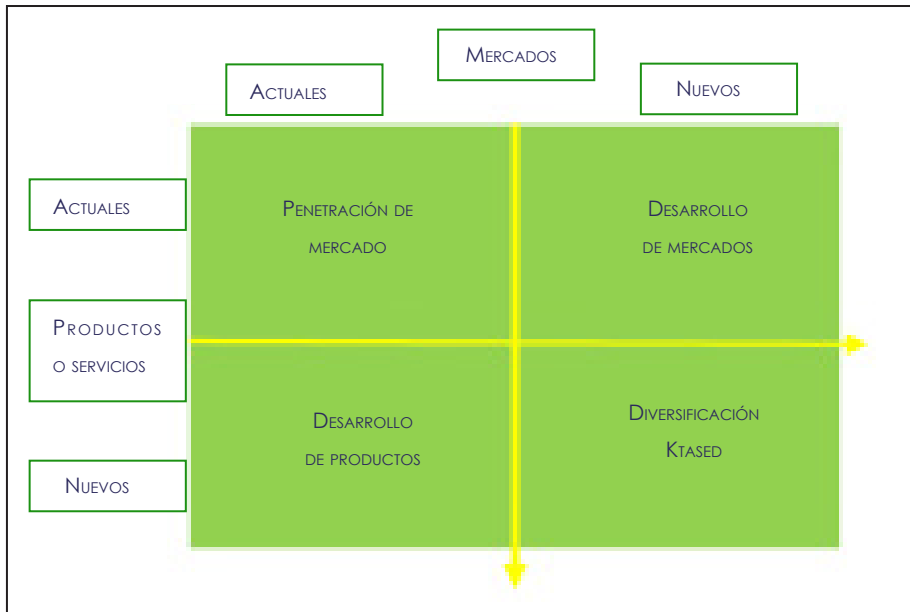 Mercados
Actuales
Nuevos
Actuales
Penetración de
mercado
Desarrollo
de mercados
Productos
o servicios
Desarrollo
de productos
Diversificación
Ktased
Nuevos